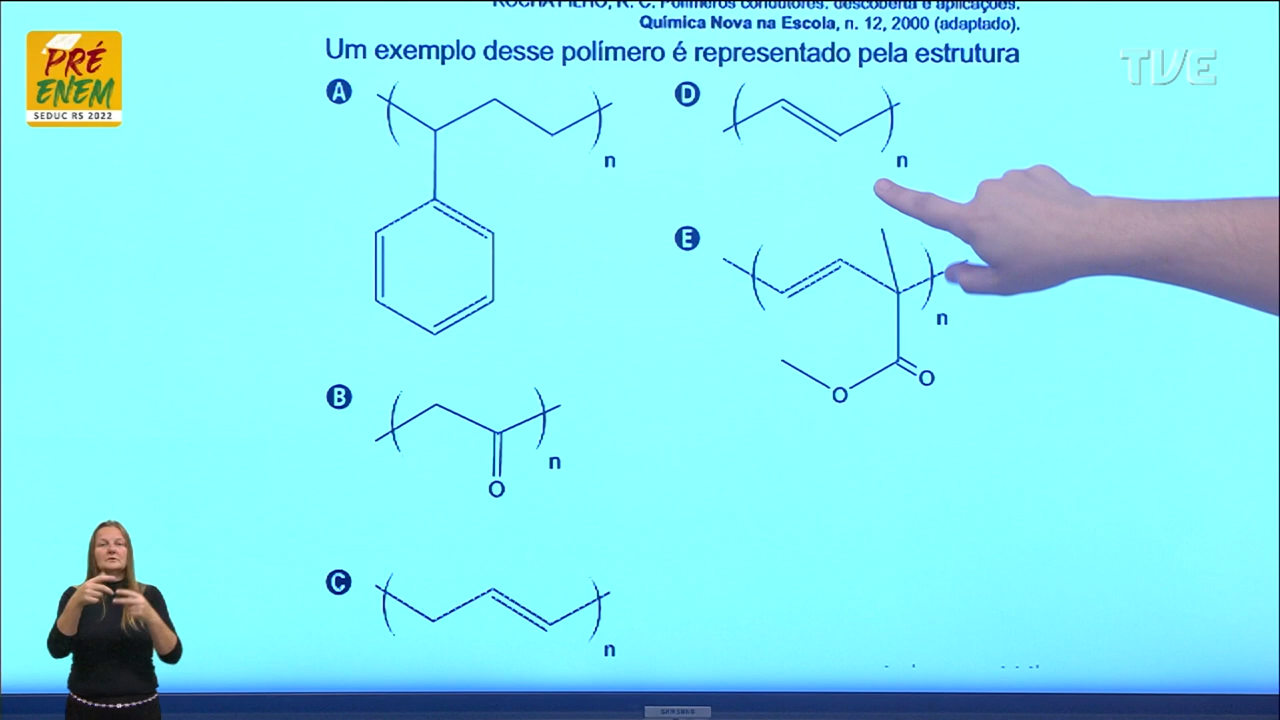 ROCHA FILHO, R. C. Polímeros condutores: descoberta e aplicações.
Química Nova na Escola, n. 12, 2000 (adaptado).
Um exemplo desse polímero é representado pela estrutura
PRÉ
ENEM
SEDUC RS 2022
TVE
A
n
D
n
E
n
O
O
B
n
O
C
n
SAMSUNG